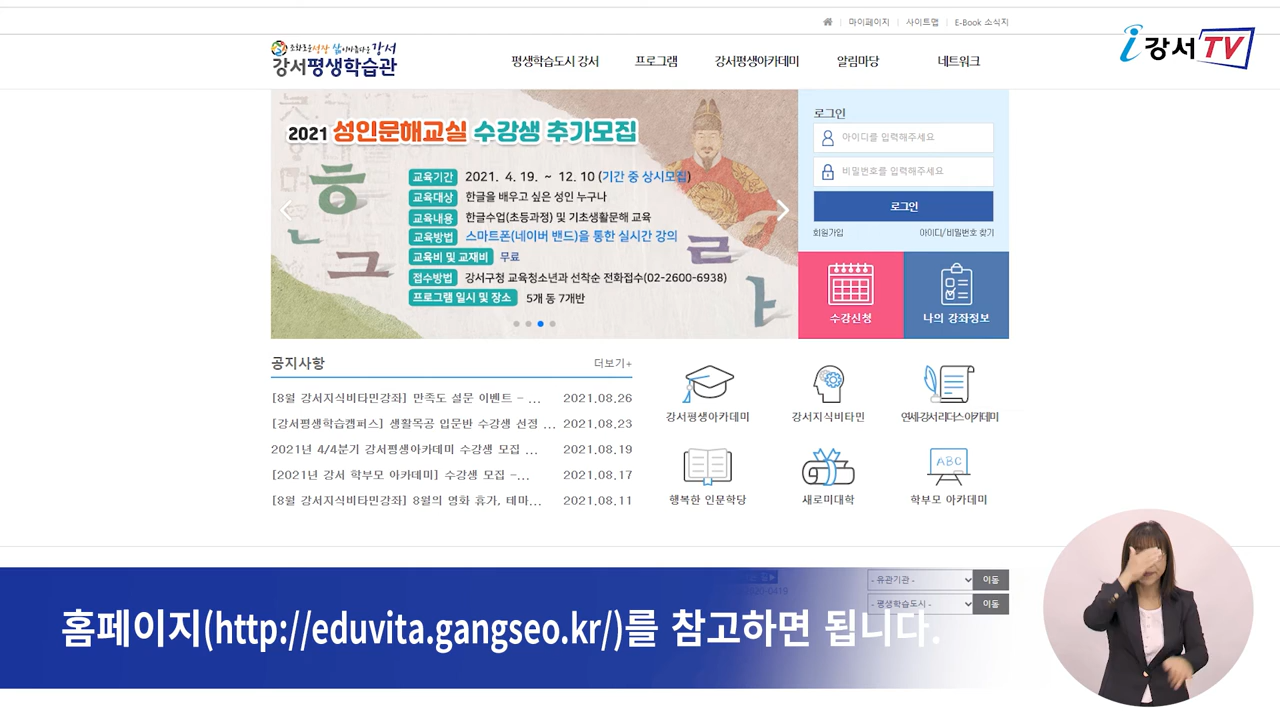 마이페이지 | 사이트맵 | E-Book 소식지
i강서TV
조화로운성장 삶이아름다운강서
강서평생학습관
평생학습도시 강서 프로그램 강서평생아카데미 알림마당 네트워크
2021 성인문해교실 수강생 추가모집
교육기간 2021. 4. 19. ~ 12. 10 (기간 중 상시모집)
교육대상 한글을 배우고 싶은 성인 누구나
교육내용 한글수업(초등과정) 및 기초생활문해 교육
교육방법 스마트폰(네이버 밴드)을 통한 실시간 강의
교육비 및 교재비 무료
접수방법 강서구청 교육청소년과 선착순 전화접수(02-2600-6938)
프로그램 일시 및 장소 5개 동 7개반
로그인
아이디를 입력해주세요
비밀번호를 입력해주세요
로그인
회원가입 아이디/비밀번호 찾기
수강신청 나의 강좌정보
공지사항 더보기+
[8월 강서지식비타민강좌] 만족도 설문 이벤트 - ... 2021.08.26
[강서평생학습캠퍼스] 생활목공 입문반 수강생 선정 ... 2021.08.23
2021년 4/4분기 강서평생아카데미 수강생 모집 ... 2021.08.19
[2021년 강서 학부모 아카데미] 수강생 모집 -... 2021.08.17
[8월 강서지식비타민강좌] 8월의 영화 휴가, 테마... 2021.08.11
강서평생아카데미 강서지식비타민 연세·강서리더스아카데미
ABC
행복한 인문학당 새로미대학 학부모 아카데미
- 유관기관 - 이동
- 평생학습도시 - 이동
홈페이지(http://eduvita.gangseo.kr/)를 참고하면 됩니다.